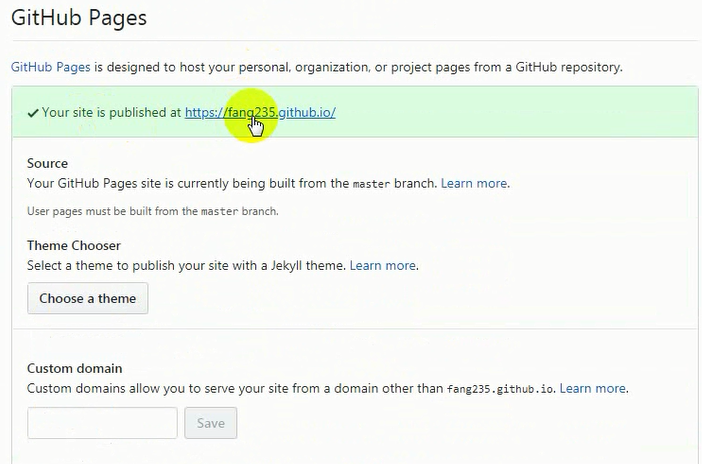 GitHub Pages
GitHub Pages is designed to host your personal, organization, or project pages from a GitHub repository.
Your site is published at https://fang235.github.io/
Source
Your GitHub Pages site is currently being built from the master branch. Learn more.
User pages must be built from the master branch.
Theme Chooser
Select a theme to publish your site with a Jekyll theme. Learn more.
Choose a theme
Custom domain
Custom domains allow you to serve your site from a domain other than fang235.github.io. Learn more.
Save